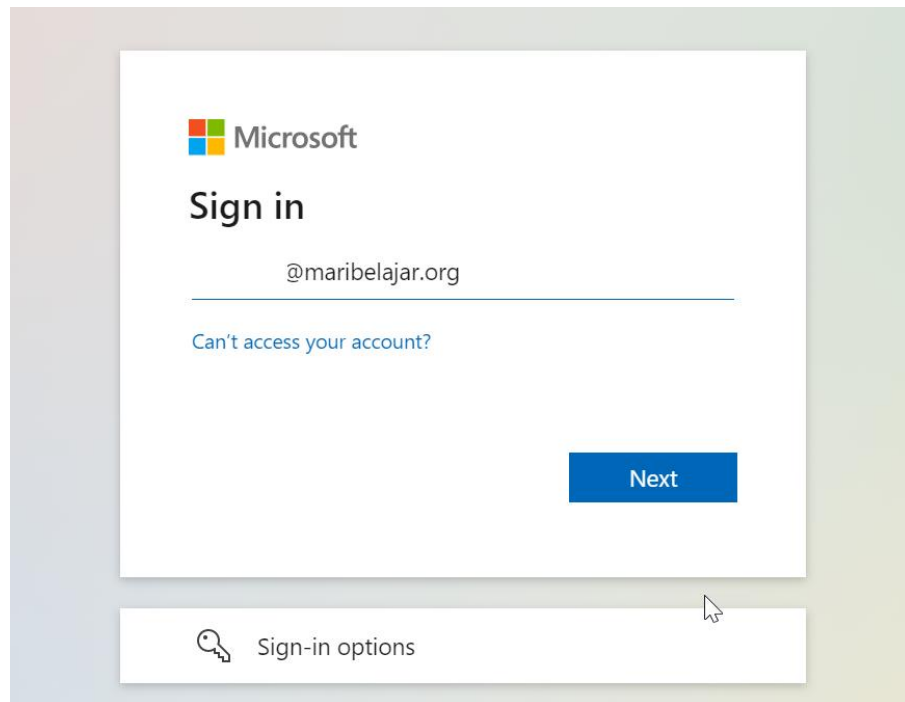 Microsoft
Sign in
@maribelajar.org
Can't access your account?
Next
Sign-in options